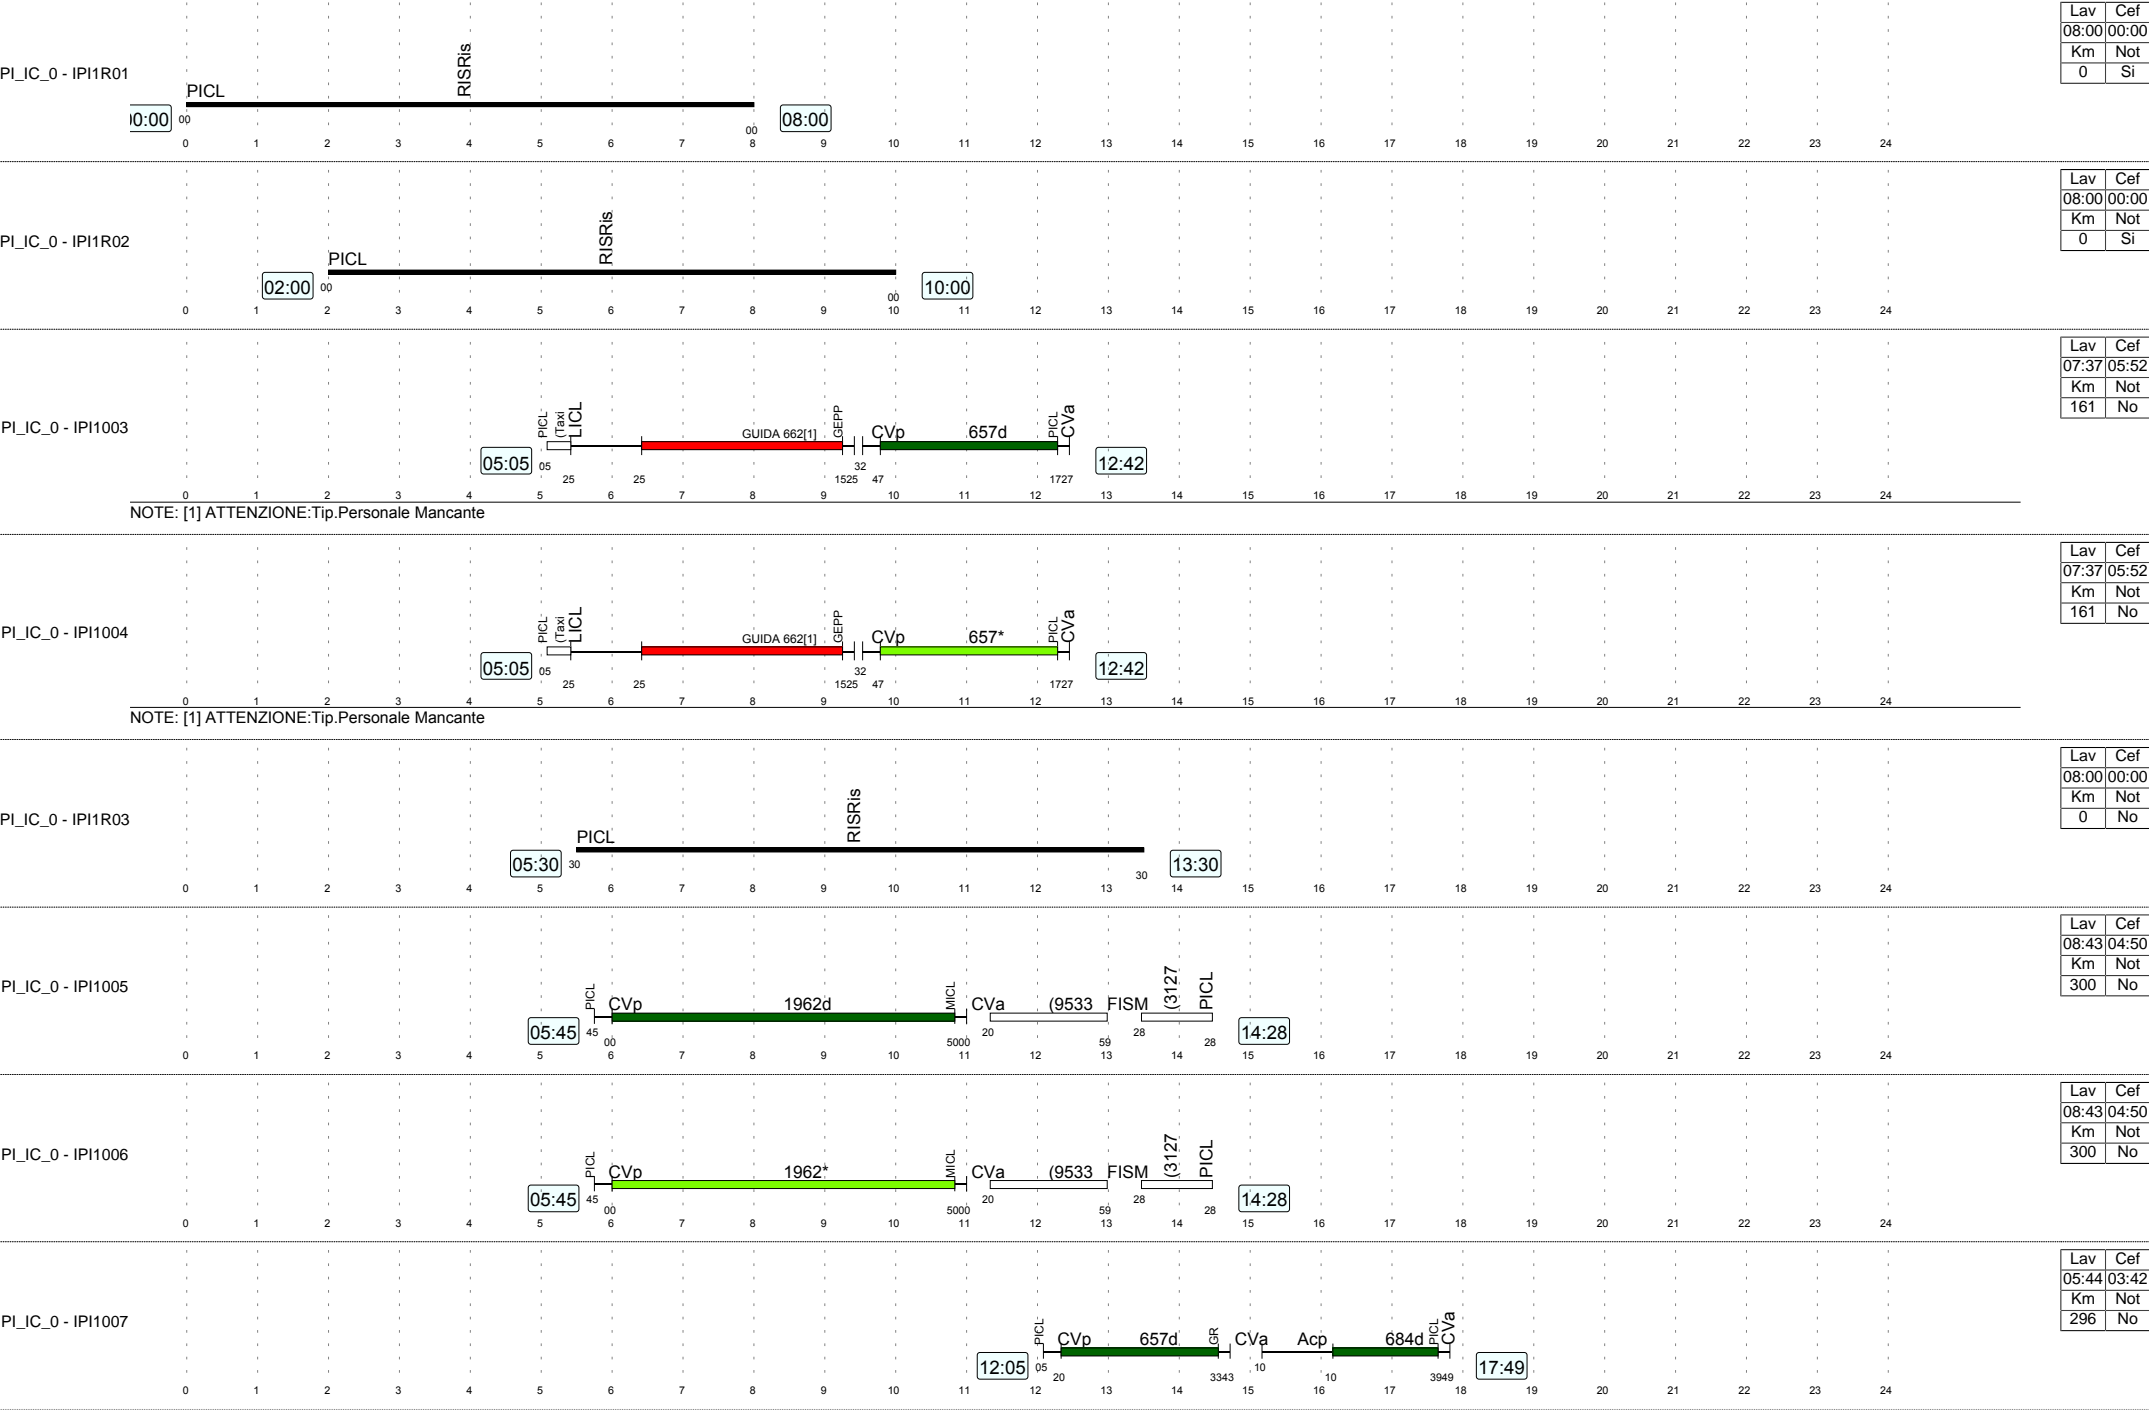 Lav Cef
08:00 00:00
Km Not
0 Si
PI_IC_0 - IPI1R01
RISRis
PICL
00:00 00
00 08:00
0 1 2 3 4 5 6 7 8 9 10 11 12 13 14 15 16 17 18 19 20 21 22 23 24
Lav Cef
08:00 00:00
Km Not
0 Si
PI_IC_0 - IPI1R02
RISRis
PICL
02:00 00
00 10:00
0 1 2 3 4 5 6 7 8 9 10 11 12 13 14 15 16 17 18 19 20 21 22 23 24
Lav Cef
07:37 05:52
Km Not
161 No
PI_IC_0 - IPI1003
PICL (Taxi LICL GUIDA 662[1] GEPP CVp 657d PICL CVa
05:05 05 32 12:42
25 25 1525 47 1727
0 1 2 3 4 5 6 7 8 9 10 11 12 13 14 15 16 17 18 19 20 21 22 23 24
NOTE: [1] ATTENZIONE:Tip.Personale Mancante
Lav Cef
07:37 05:52
Km Not
161 No
PI_IC_0 - IPI1004
PICL (Taxi LICL GUIDA 662[1] GEPP CVp 657* PICL CVa
05:05 05 32 12:42
25 25 1525 47 1727
0 1 2 3 4 5 6 7 8 9 10 11 12 13 14 15 16 17 18 19 20 21 22 23 24
NOTE: [1] ATTENZIONE:Tip.Personale Mancante
Lav Cef
08:00 00:00
Km Not
0 No
PI_IC_0 - IPI1R03
RISRis
PICL
05:30 30
30 13:30
0 1 2 3 4 5 6 7 8 9 10 11 12 13 14 15 16 17 18 19 20 21 22 23 24
Lav Cef
08:43 04:50
Km Not
300 No
PI_IC_0 - IPI1005
PICL CVp 1962d MICL CVa (9533 FISM (3127 PICL
05:45 45 20 28 14:28
00 5000 59 28
0 1 2 3 4 5 6 7 8 9 10 11 12 13 14 15 16 17 18 19 20 21 22 23 24
Lav Cef
08:43 04:50
Km Not
300 No
PI_IC_0 - IPI1006
PICL CVp 1962* MICL CVa (9533 FISM (3127 PICL
05:45 45 20 28 14:28
00 5000 59 28
0 1 2 3 4 5 6 7 8 9 10 11 12 13 14 15 16 17 18 19 20 21 22 23 24
Lav Cef
05:44 03:42
Km Not
296 No
PI_IC_0 - IPI1007
PICL CVp 657d GR CVa Acp 684d PICL CVa
12:05 05 10 17:49
20 3343 10 3949
0 1 2 3 4 5 6 7 8 9 10 11 12 13 14 15 16 17 18 19 20 21 22 23 24